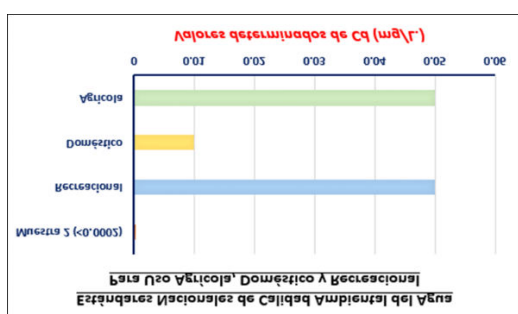 Estándares Nacionales de Calidad Ambiental del Agua
Para Uso Agrícola, Doméstico y Recreacional
Muestra 2 (<0.0002)
Recreacional
Doméstico
Agrícola
0 0.01 0.02 0.03 0.04 0.05 0.06
Valores determinados de Cd (mg/L.)